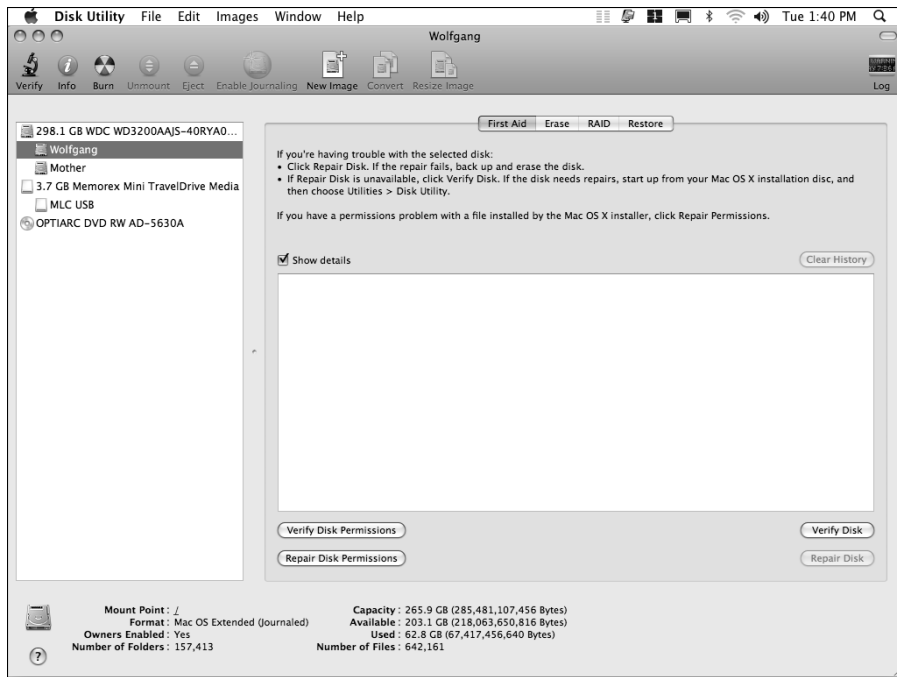 Disk Utility File Edit Images Window Help Tue 1:40 PM
Wolfgang
Verify Info Burn Unmount Eject Enable Journaling New Image Convert Resize Image Log
298.1 GB WDC WD3200AAJS-40RYA0...
Wolfgang
Mother
3.7 GB Memorex Mini TravelDrive Media
MLC USB
OPTIARC DVD RW AD-5630A
First Aid Erase RAID Restore
If you're having trouble with the selected disk:
• Click Repair Disk. If the repair fails, back up and erase the disk.
• If Repair Disk is unavailable, click Verify Disk. If the disk needs repairs, start up from your Mac OS X installation disc, and
then choose Utilities > Disk Utility.
If you have a permissions problem with a file installed by the Mac OS X installer, click Repair Permissions.
Show details Clear History
Verify Disk Permissions Verify Disk
Repair Disk Permissions Repair Disk
Mount Point : / Capacity : 265.9 GB (285,481,107,456 Bytes)
Format : Mac OS Extended (Journaled) Available : 203.1 GB (218,063,650,816 Bytes)
Owners Enabled : Yes Used : 62.8 GB (67,417,456,640 Bytes)
Number of Folders : 157,413 Number of Files : 642,161
?